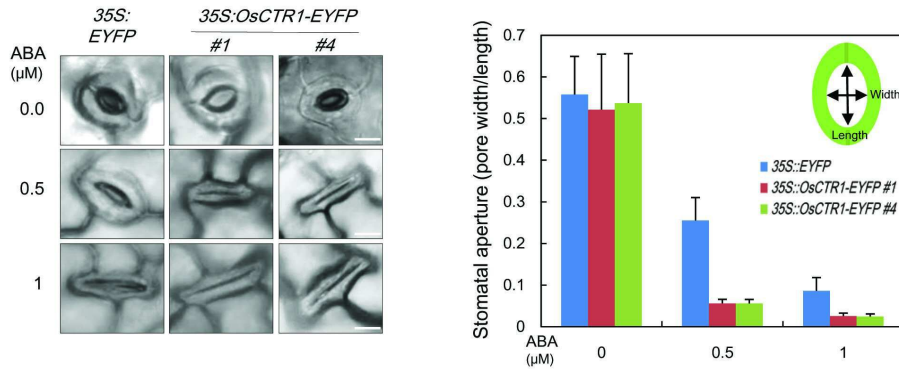 35S:
EYFP
35S:OsCTR1-EYFP
#1
#4
ABA
(μM)
0.0
0.5
1
Stomatal aperture (pore width/length)
0.7
0.6
0.5
0.4
0.3
0.2
0.1
0
Width
Length
35S::EYFP
35S::OsCTR1-EYFP #1
35S::OsCTR1-EYFP #4
ABA
(μM)
0
0.5
1